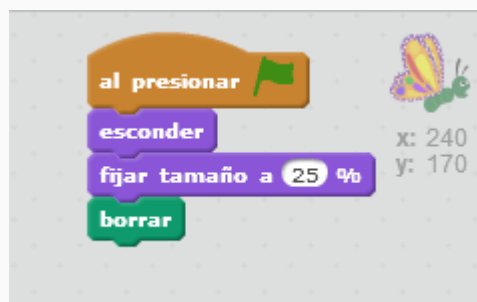 al presionar
esconder
fijar tamaño a 25 %
borrar
x: 240
y: 170